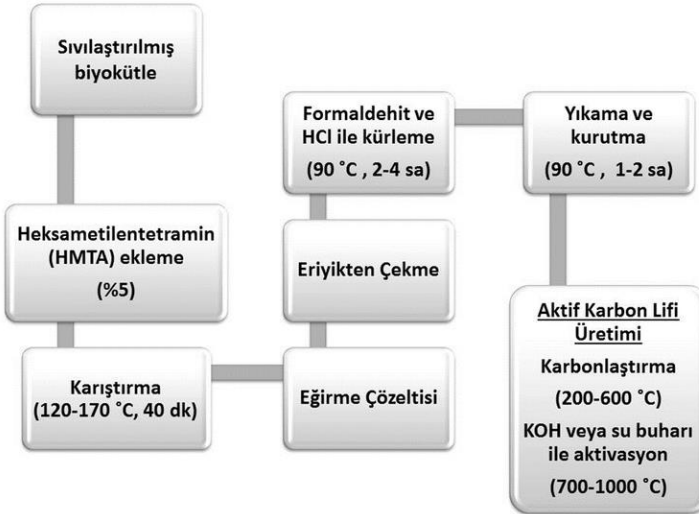 Sıvılaştırılmış
biyokütle
Heksametilentetramin
(HMTA) ekleme
(%5)
Karıştırma
(120-170 ˚C, 40 dk)
Eğirme Çözeltisi
Eriyikten Çekme
Formaldehit ve
HCl ile kürleme
(90 ˚C , 2-4 sa)
Yıkama ve
kurutma
(90 ˚C , 1-2 sa)
Aktif Karbon Lifi
Üretimi
Karbonlaştırma
(200-600 ˚C)
KOH veya su buharı
ile aktivasyon
(700-1000 ˚C)